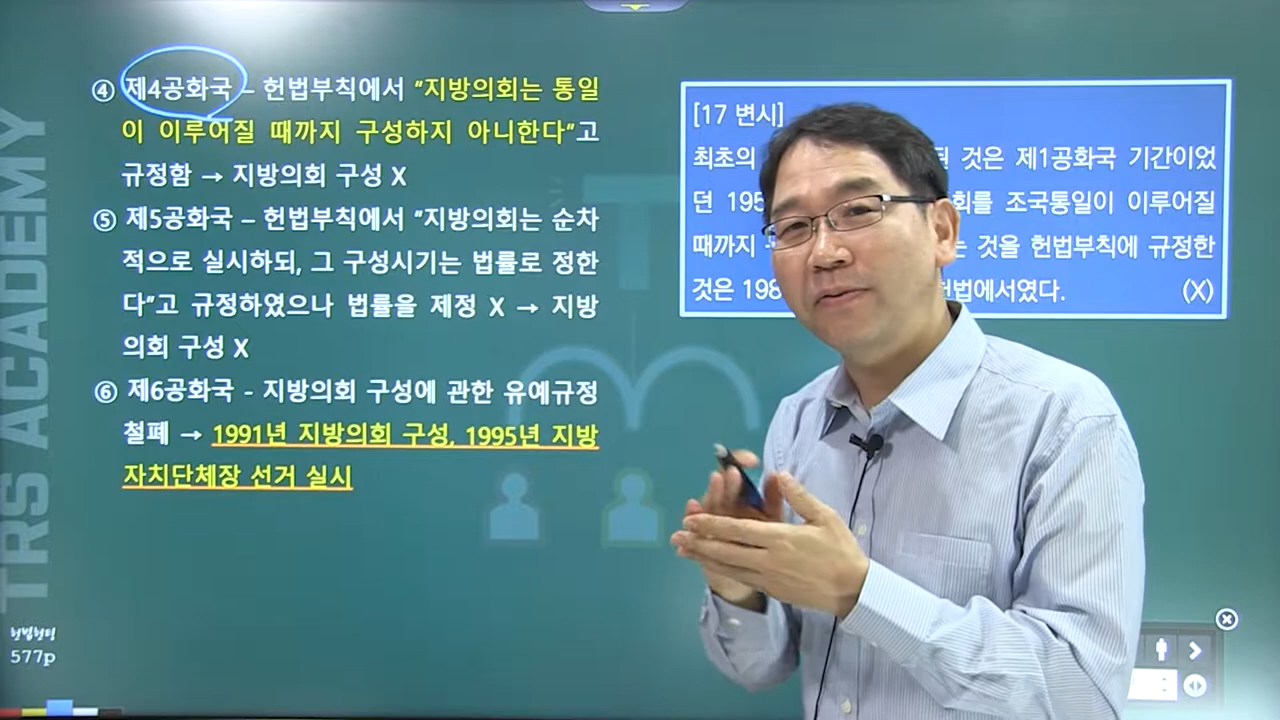 ④ 제4공화국 – 헌법부칙에서 "지방의회는 통일
이 이루어질 때까지 구성하지 아니한다"고
규정함 → 지방의회 구성 X
⑤ 제5공화국 – 헌법부칙에서 "지방의회는 순차
적으로 실시하되, 그 구성시기는 법률로 정한
다"고 규정하였으나 법률을 제정 X → 지방
의회 구성 X
⑥ 제6공화국 - 지방의회 구성에 관한 유예규정
철폐 → 1991년 지방의회 구성, 1995년 지방
자치단체장 선거 실시
[17 변시]
최초의 것은 제1공화국 기간이었
던 195 조국통일이 이루어질
때까지 것을 헌법부칙에 규정한
것은 198 헌법에서였다. (X)
TRS ACADEMY
577p